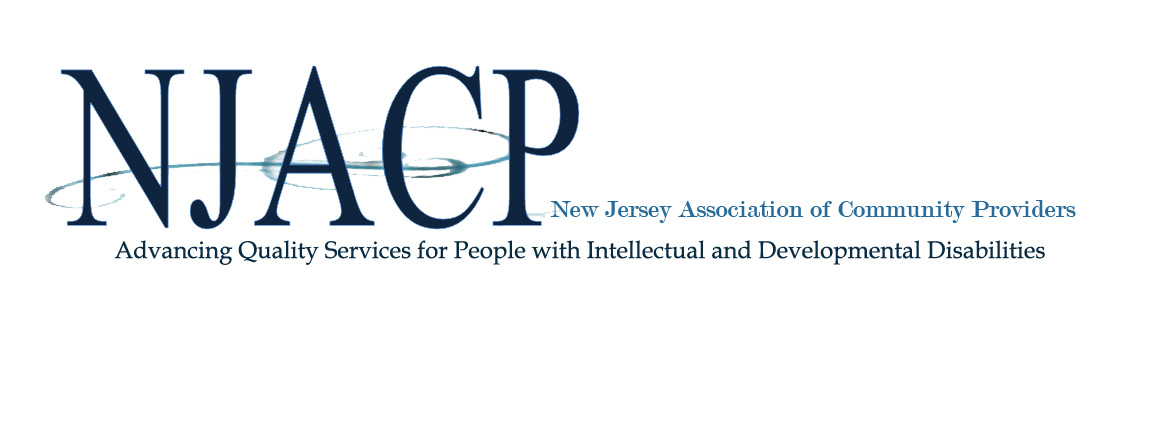 NJACP
New Jersey Association of Community Providers
Advancing Quality Services for People with Intellectual and Developmental Disabilities